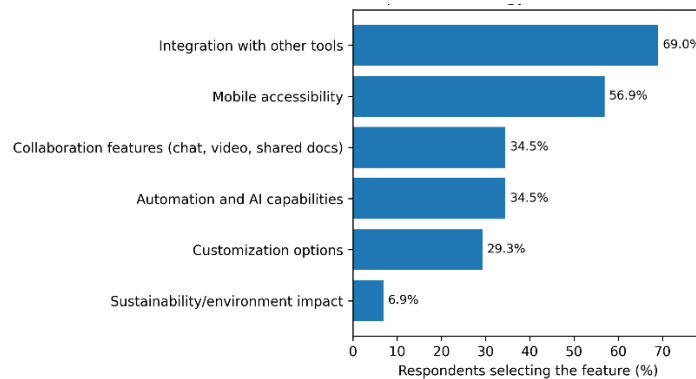 Integration with other tools
69.0%
Mobile accessibility
56.9%
Collaboration features (chat, video, shared docs)
34.5%
Automation and AI capabilities
34.5%
Customization options
29.3%
Sustainability/environment impact
6.9%
0 10 20 30 40 50 60 70
Respondents selecting the feature (%)